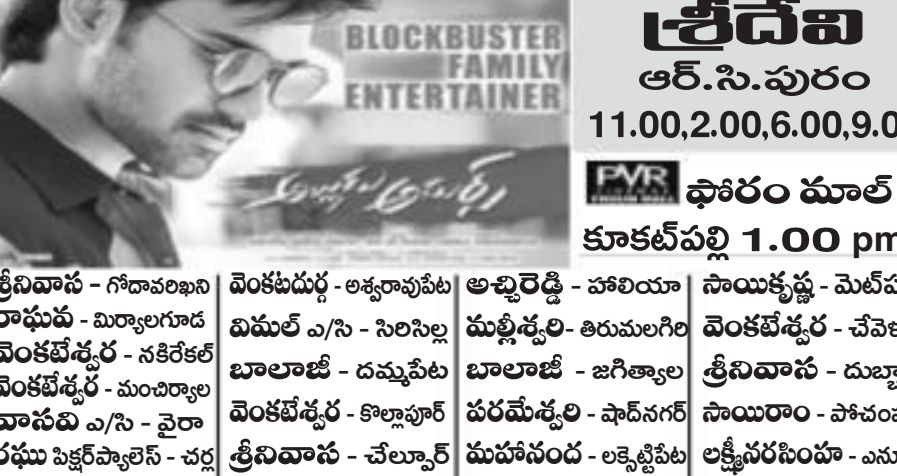 BLOCKBUSTER
FAMILY
ENTERTAINER
అల్లుడు అదుర్స్
శ్రీదేవి
ఆర్.సి.పురం
11.00,2.00,6.00,9.0
PVR ఫోరం మాల్
కూకట్‌పల్లి 1.00 pm
శ్రీనివాస - గోదావరిఖని
రాఘవ - మిర్యాలగూడ
వెంకటేశ్వర - నకిరేకల్
వెంకటేశ్వర - మంచిర్యాల
వాసవి ఎ/సి - వైరా
రఘు పిక్చర్‌ప్యాలెస్ - చర్ల
వెంకటదుర్గ - అశ్వరావుపేట
విమల్ ఎ/సి - సిరిసిల్ల
బాలాజీ - దమ్మపేట
వెంకటేశ్వర - కొల్లాపూర్
శ్రీనివాస - చేల్పూర్
అచ్చిరెడ్డి - హాలియా
మల్లీశ్వరి- తిరుమలగిరి
బాలాజీ - జగిత్యాల
పరమేశ్వరి - షాద్‌నగర్
మహానంద - లక్సెట్టిపేట
సాయికృష్ణ - మెట్‌ప
వెంకటేశ్వర - చేవెళ
శ్రీనివాస - దుబ్బా
సాయిరాం - పోచం
లక్ష్మీనరసింహ - ఎను